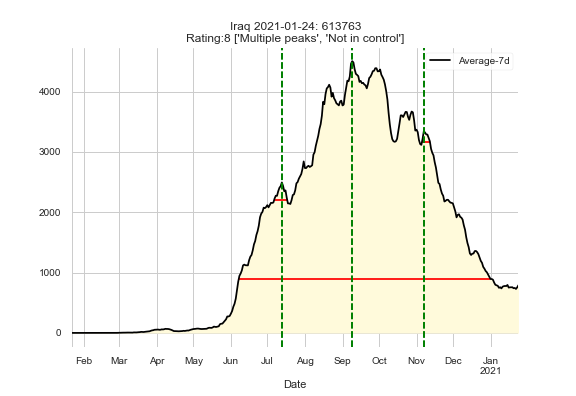 Iraq 2021-01-24: 613763
Rating:8 ['Multiple peaks', 'Not in control']
Average-7d
4000
3000
2000
1000
0
Feb Mar Apr May Jun Jul Aug Sep Oct Nov Dec Jan
2021
Date